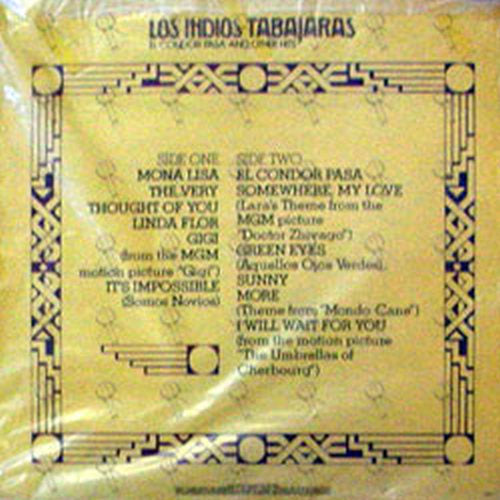 LOS INDIOS TABAJARAS
EL CONDOR PASA AND OTHER HITS
SIDE ONE
MONA LISA
THE VERY
THOUGHT OF YOU
LINDA FLOR
GIGI
(from the MGM
motion picture "Gigi")
IT'S IMPOSSIBLE
(Somos Novios)
SIDE TWO
EL CONDOR PASA
SOMEWHERE, MY LOVE
(Lara's Theme from the
MGM picture
"Doctor Zhivago")
GREEN EYES
(Aquellos Ojos Verdes)
SUNNY
MORE
(Theme from "Mondo Cane")
I WILL WAIT FOR YOU
(from the motion picture
"The Umbrellas of
Cherbourg")